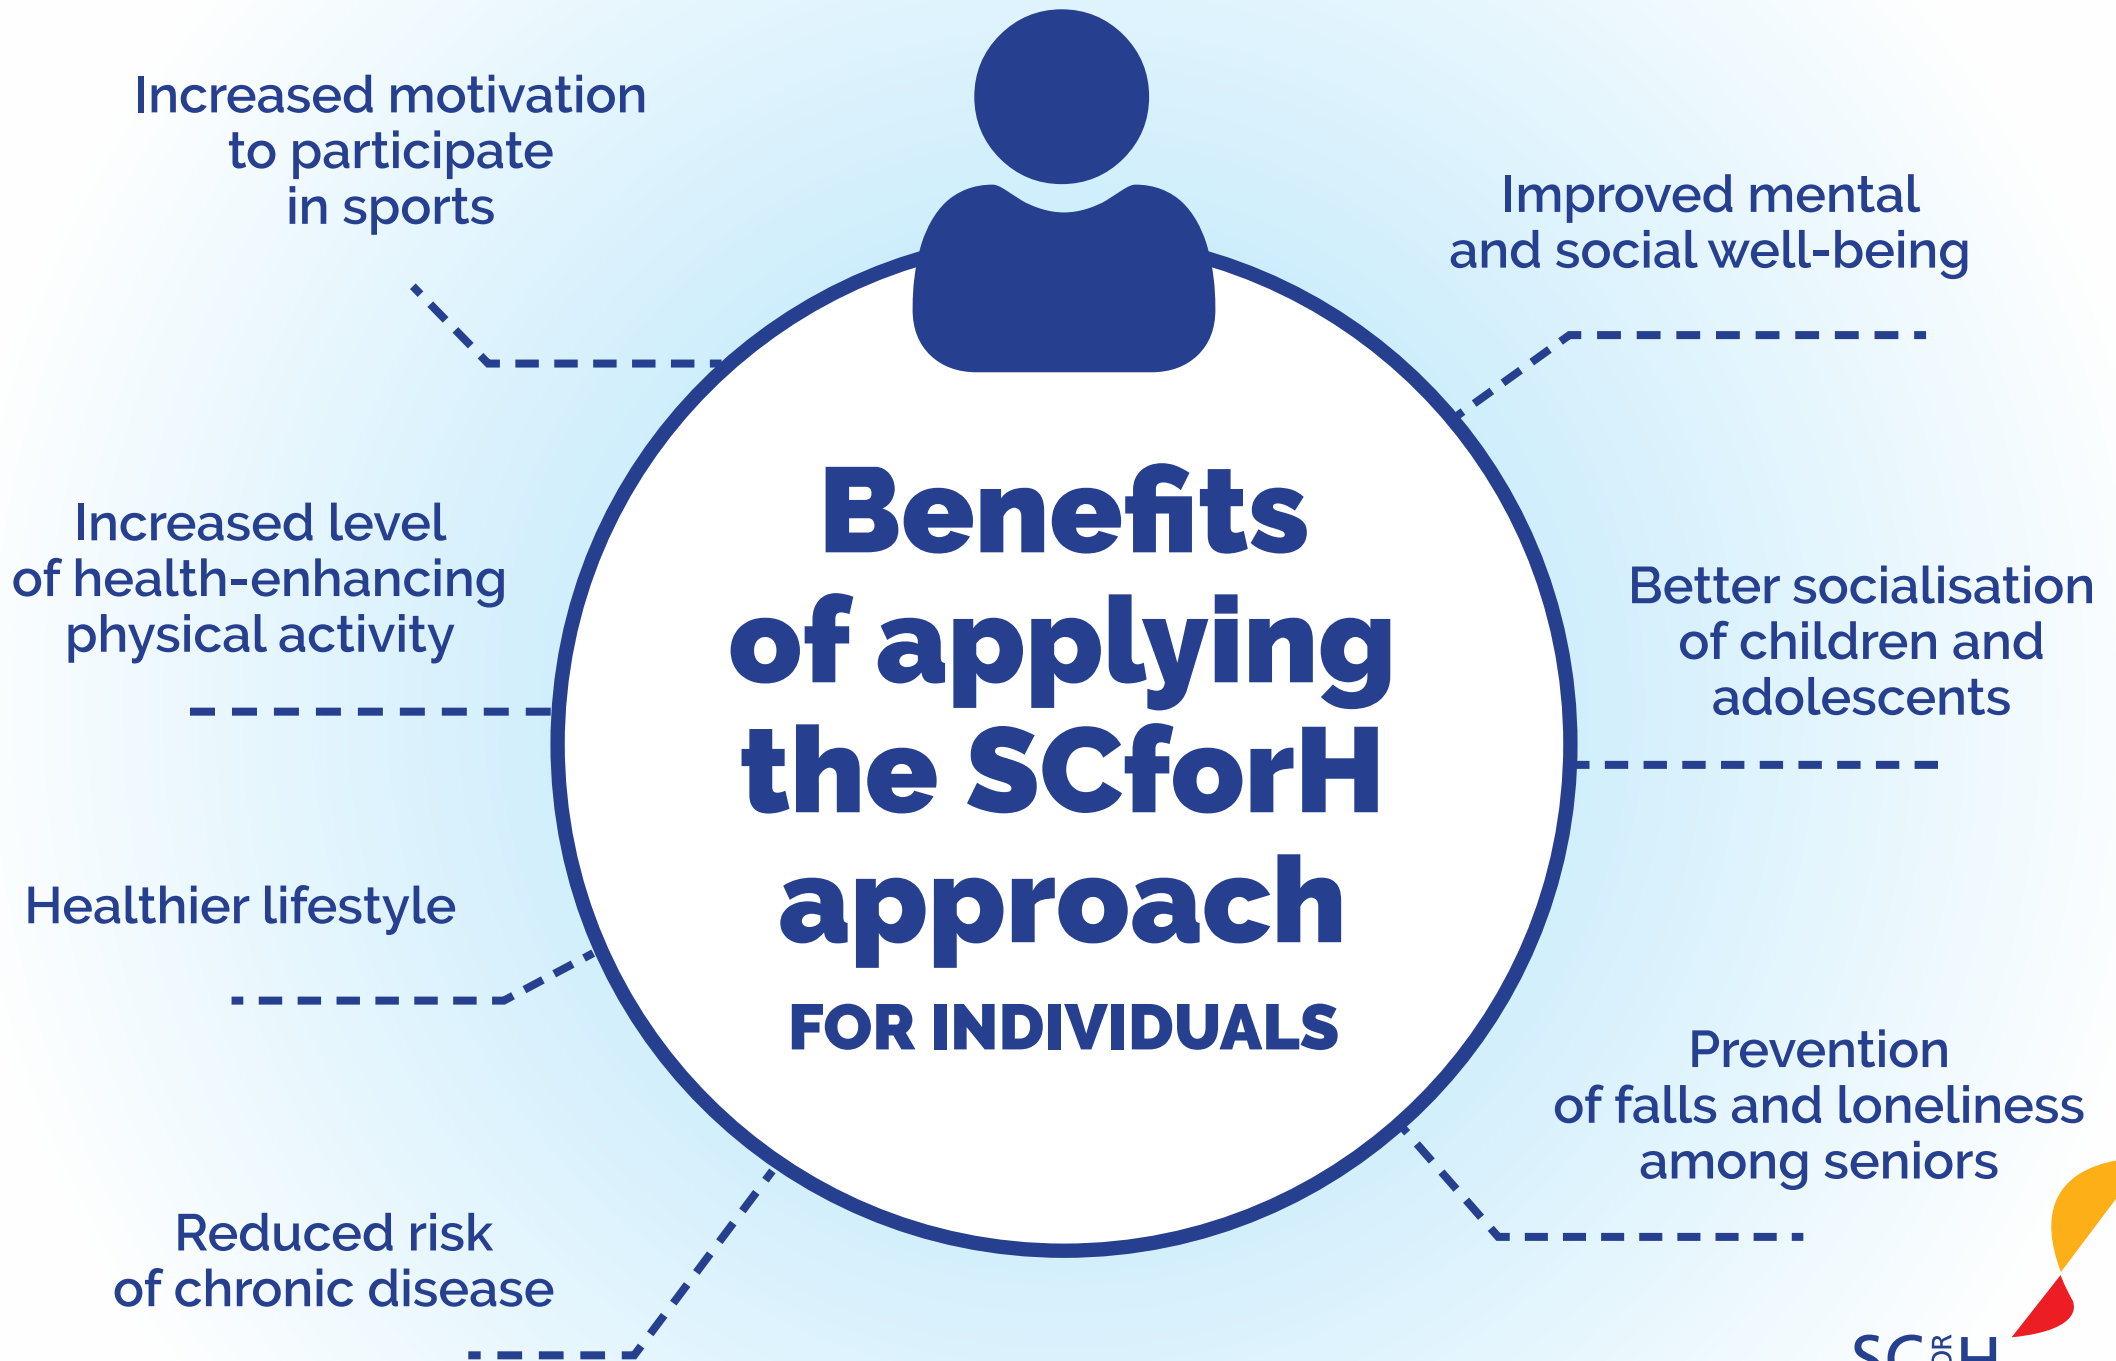 Increased motivation
to participate
in sports
Increased level
of health-enhancing
physical activity
Healthier lifestyle
Reduced risk
of chronic disease
Benefits
of applying
the SCforH
approach
FOR INDIVIDUALS
Improved mental
and social well-being
Better socialisation
of children and
adolescents
Prevention
of falls and loneliness
among seniors
SC FOR H